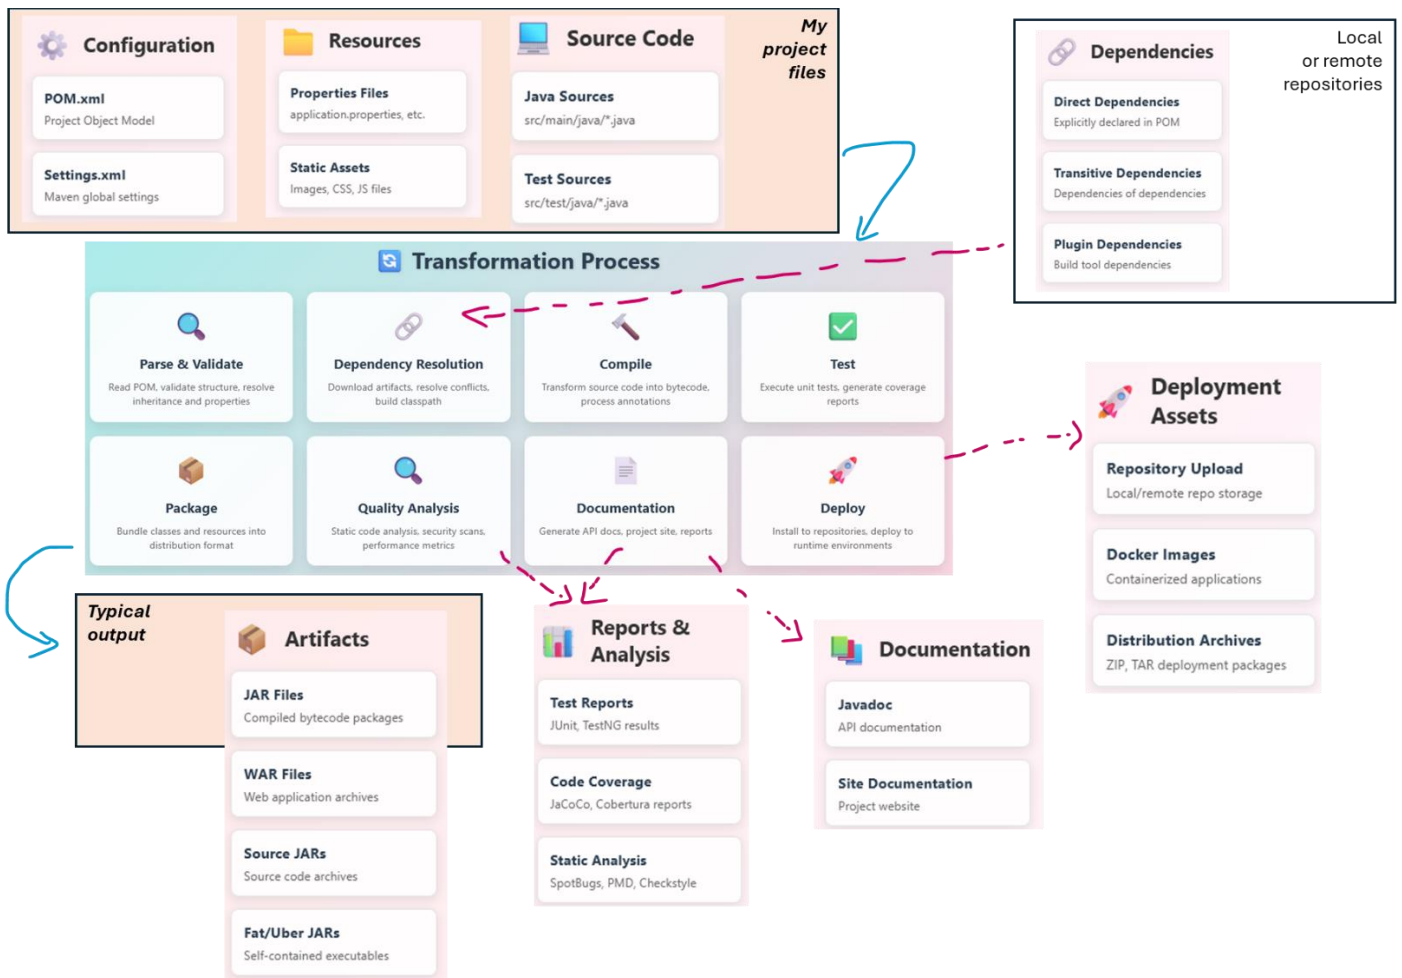 Configuration
POM.xml
Project Object Model
Settings.xml
Maven global settings
Resources
Properties Files
application.properties, etc.
Static Assets
Images, CSS, JS files
Source Code
Java Sources
src/main/java/*.java
Test Sources
src/test/java/*.java
My
project
files
Dependencies
Direct Dependencies
Explicitly declared in POM
Transitive Dependencies
Dependencies of dependencies
Plugin Dependencies
Build tool dependencies
Local
or remote
repositories
Transformation Process
Parse & Validate
Read POM, validate structure, resolve
inheritance and properties
Dependency Resolution
Download artifacts, resolve conflicts,
build classpath
Compile
Transform source code into bytecode,
process annotations
Test
Execute unit tests, generate coverage
reports
Package
Bundle classes and resources into
distribution format
Quality Analysis
Static code analysis, security scans,
performance metrics
Documentation
Generate API docs, project site, reports
Deploy
Install to repositories, deploy to
runtime environments
Deployment
Assets
Repository Upload
Local/remote repo storage
Docker Images
Containerized applications
Distribution Archives
ZIP, TAR deployment packages
Typical
output
Artifacts
JAR Files
Compiled bytecode packages
WAR Files
Web application archives
Source JARs
Source code archives
Fat/Uber JARs
Self-contained executables
Reports &
Analysis
Test Reports
JUnit, TestNG results
Code Coverage
JaCoCo, Cobertura reports
Static Analysis
SpotBugs, PMD, Checkstyle
Documentation
Javadoc
API documentation
Site Documentation
Project website